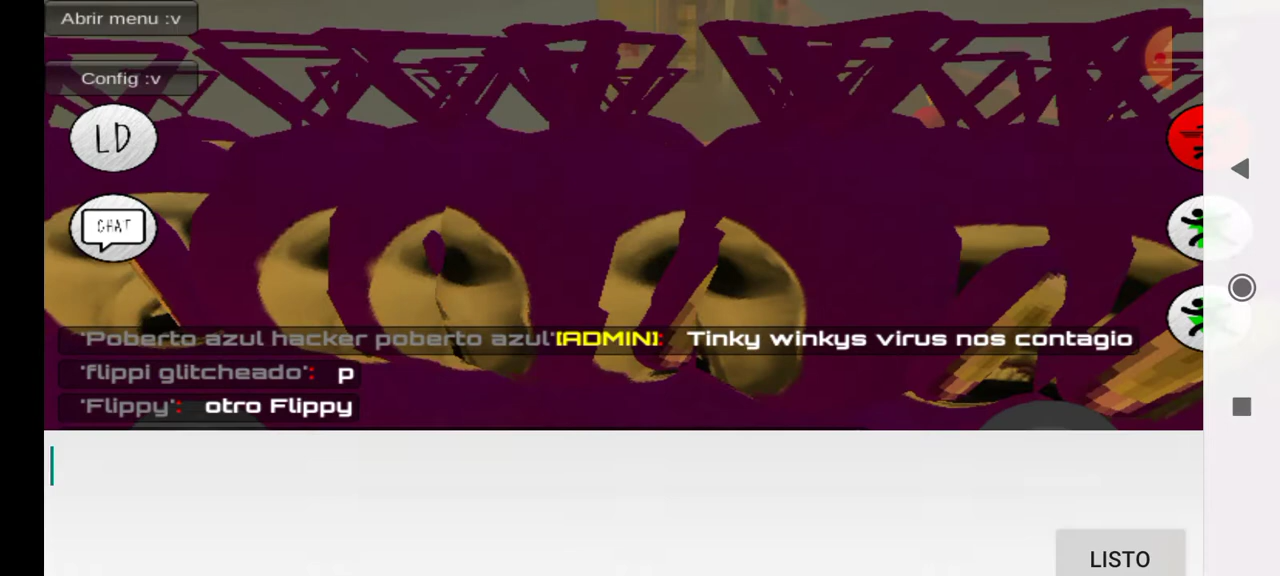 Abrir menu :v
Config :v
LD
CHAT
"Poberto azul hacker poberto azul"[ADMIN]: Tinky winkys virus nos contagio
"flippi glitcheado": p
"Flippy": otro Flippy
LISTO